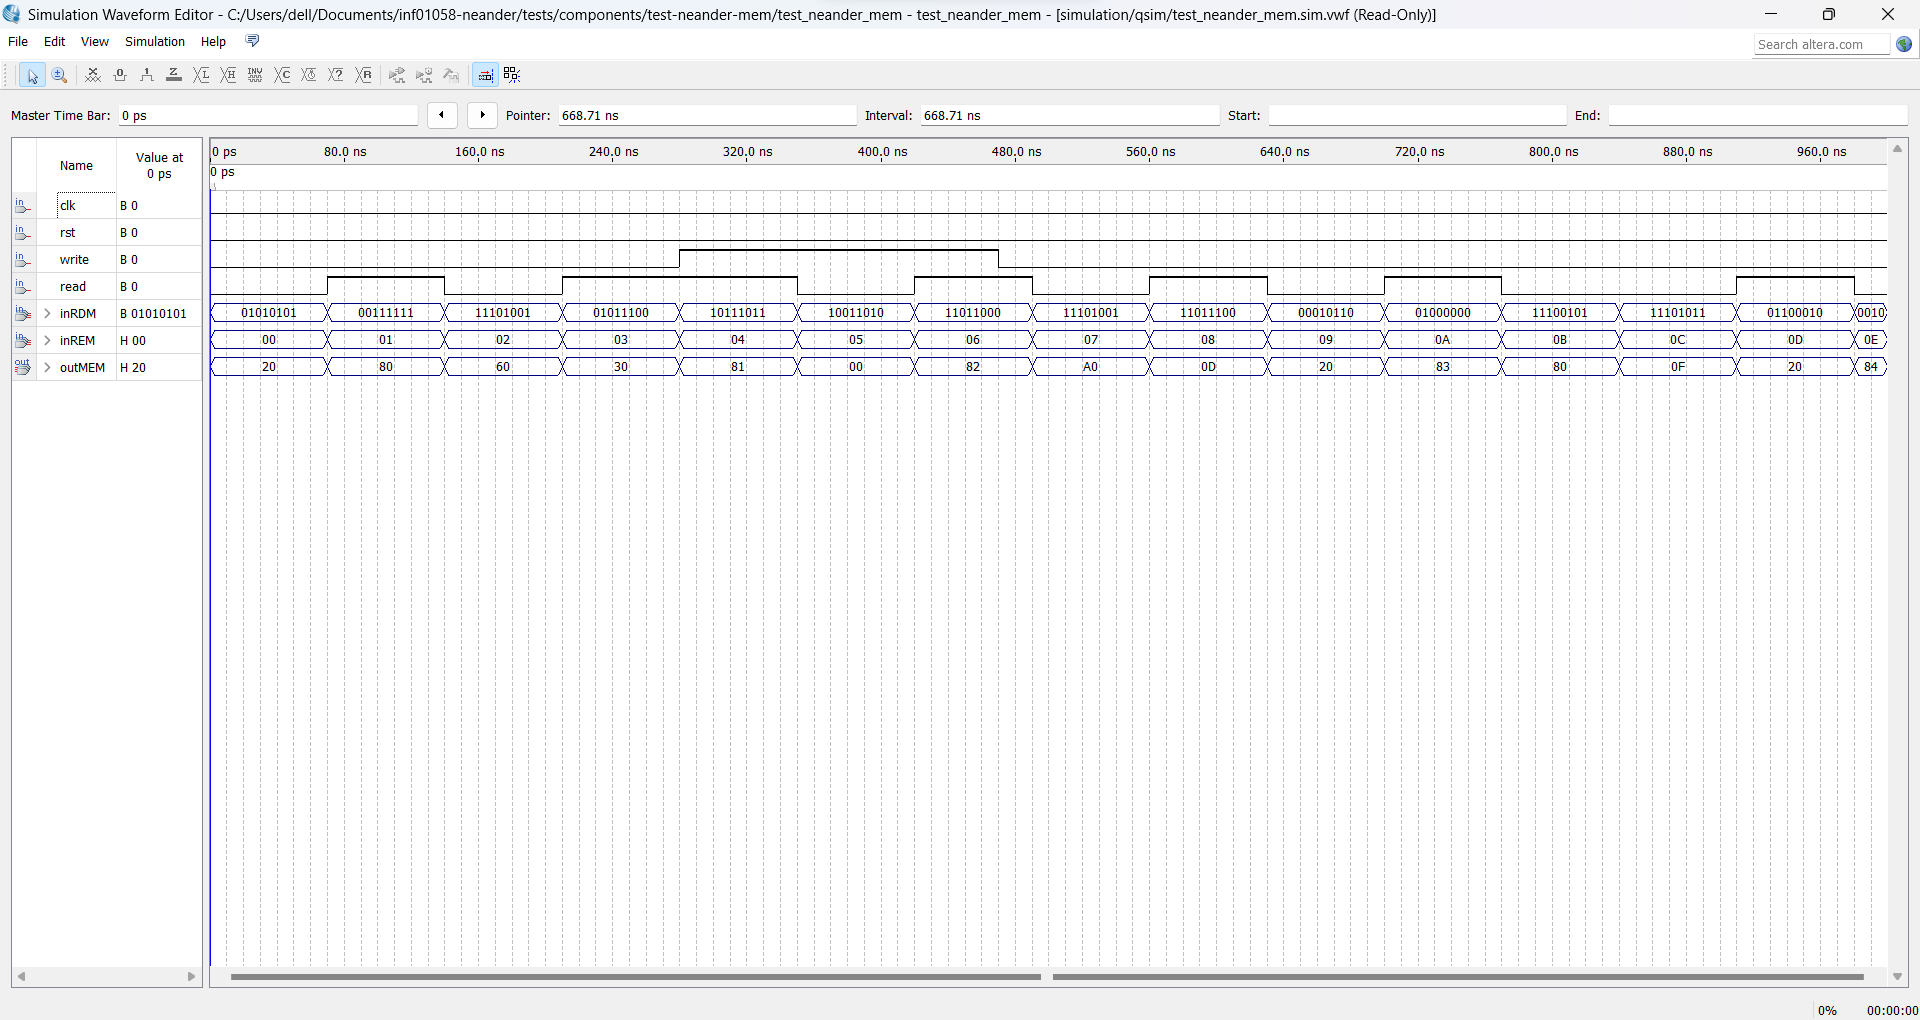 Simulation Waveform Editor - C:/Users/dell/Documents/inf01058-neander/tests/components/test-neander-mem/test_neander_mem - test_neander_mem - [simulation/qsim/test_neander_mem.sim.vwf (Read-Only)]
File Edit View Simulation Help
Search altera.com
Master Time Bar: 0 ps Pointer: 668.71 ns Interval: 668.71 ns Start: End:
Name Value at 0 ps
0 ps 80.0 ns 160.0 ns 240.0 ns 320.0 ns 400.0 ns 480.0 ns 560.0 ns 640.0 ns 720.0 ns 800.0 ns 880.0 ns 960.0 ns
0 ps
in clk B 0
in rst B 0
in write B 0
in read B 0
in inRDM B 01010101 01010101 00111111 11101001 01011100 10111011 10011010 11011000 11101001 11011100 00010110 01000000 11100101 11101011 01100010 0010
in inREM H 00 00 01 02 03 04 05 06 07 08 09 0A 0B 0C 0D 0E
out outMEM H 20 20 80 60 30 81 00 82 A0 0D 20 83 80 0F 20 84
0% 00:00:00